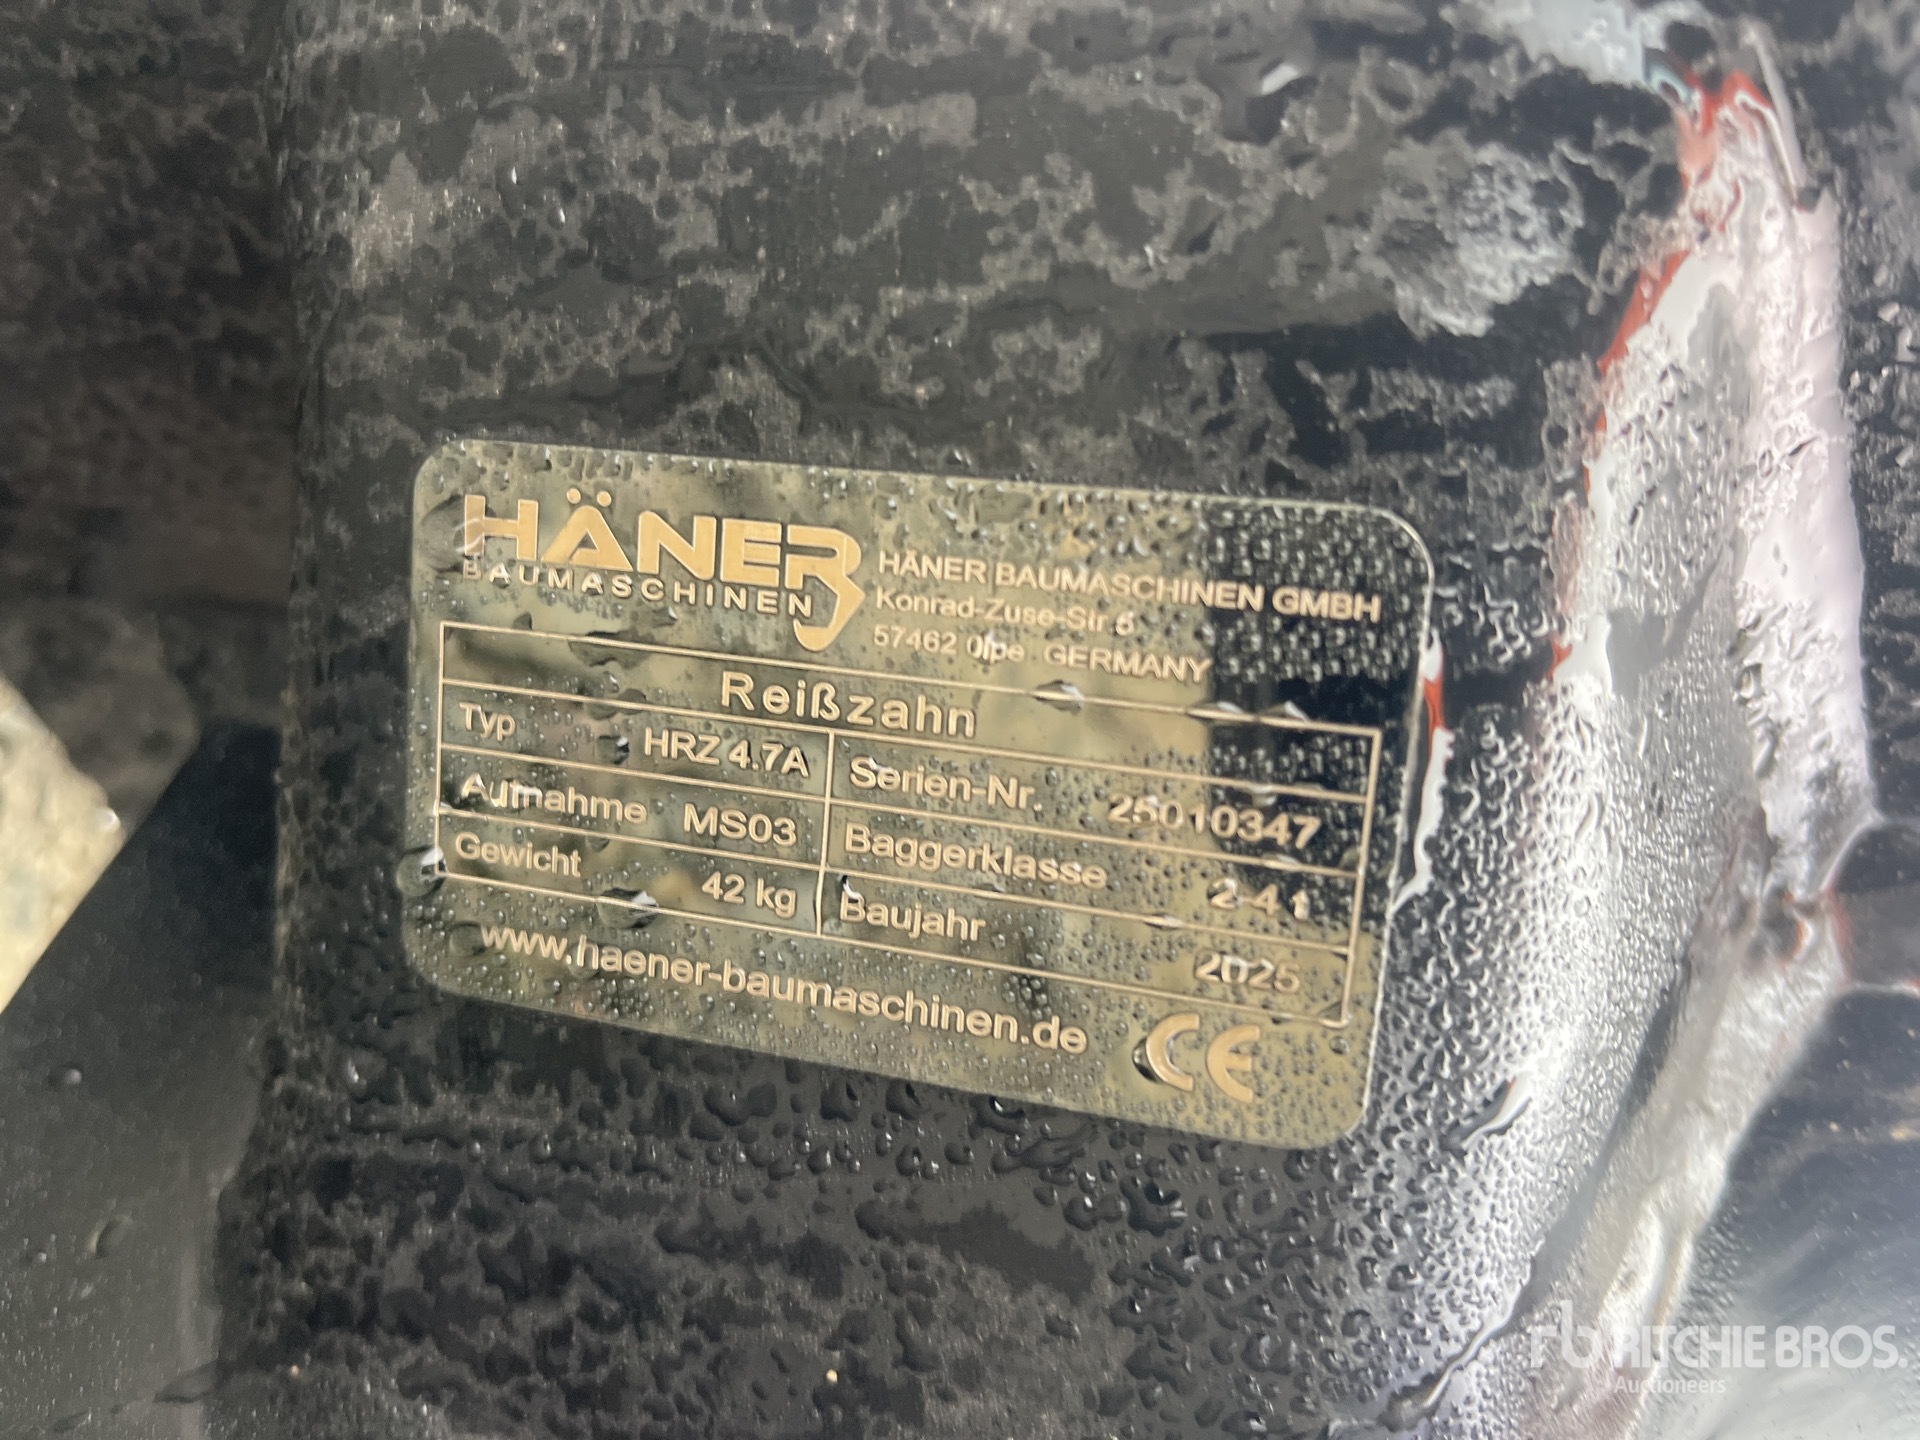 HÄNER
BAUMASCHINEN
HÄNER BAUMASCHINEN GMBH
Konrad-Zuse-Str 6
57462 Olpe GERMANY
Reißzahn
Typ HRZ 4.7A Serien-Nr. 25010347
Aufnahme MS03 Baggerklasse 2-4 t
Gewicht 42 kg Baujahr 2025
www.haener-baumaschinen.de CE
rb RITCHIE BROS.
Auctioneers